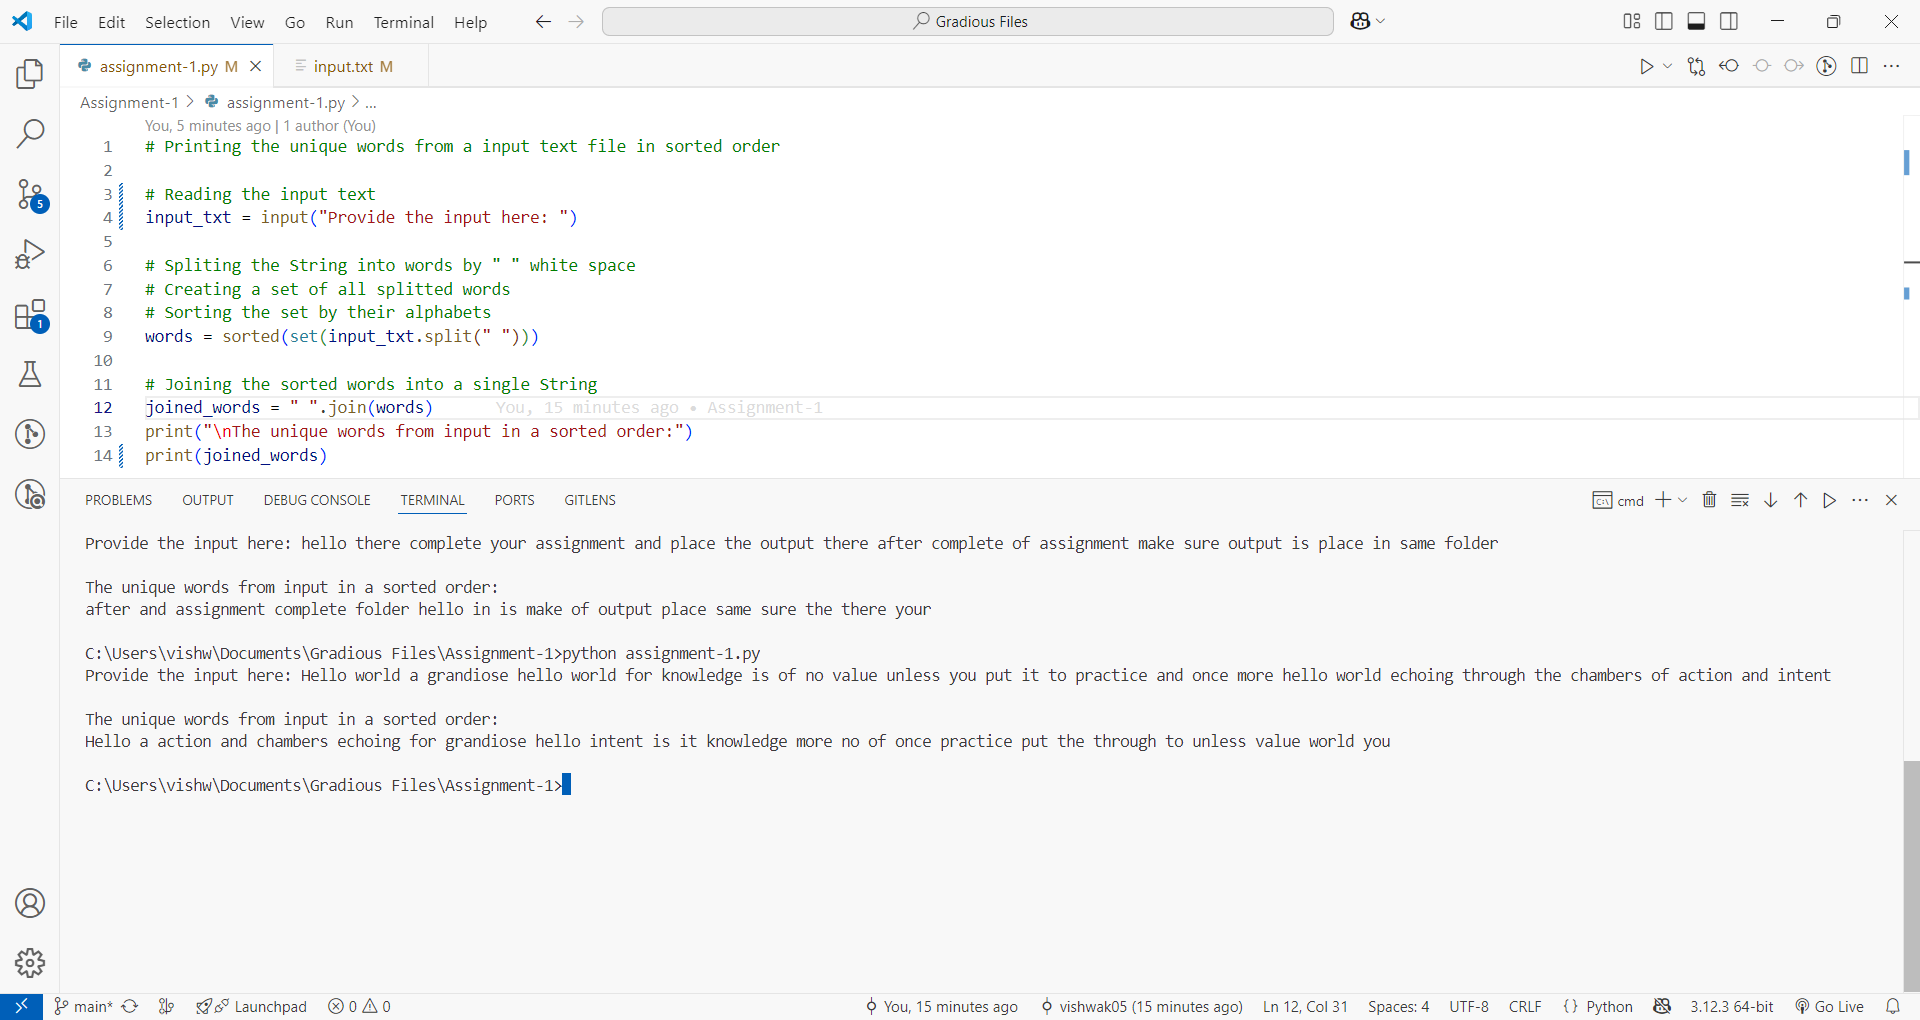 File Edit Selection View Go Run Terminal Help Gradious Files
assignment-1.py M input.txt M
Assignment-1 > assignment-1.py > ...
You, 5 minutes ago | 1 author (You)
1 # Printing the unique words from a input text file in sorted order
2
3 # Reading the input text
4 input_txt = input("Provide the input here: ")
5
6 # Spliting the String into words by " " white space
7 # Creating a set of all splitted words
8 # Sorting the set by their alphabets
9 words = sorted(set(input_txt.split(" ")))
10
11 # Joining the sorted words into a single String
12 joined_words = " ".join(words) You, 15 minutes ago • Assignment-1
13 print("\nThe unique words from input in a sorted order:")
14 print(joined_words)
5
1
PROBLEMS OUTPUT DEBUG CONSOLE TERMINAL PORTS GITLENS cmd
Provide the input here: hello there complete your assignment and place the output there after complete of assignment make sure output is place in same folder
The unique words from input in a sorted order:
after and assignment complete folder hello in is make of output place same sure the there your
C:\Users\vishw\Documents\Gradious Files\Assignment-1>python assignment-1.py
Provide the input here: Hello world a grandiose hello world for knowledge is of no value unless you put it to practice and once more hello world echoing through the chambers of action and intent
The unique words from input in a sorted order:
Hello a action and chambers echoing for grandiose hello intent is it knowledge more no of once practice put the through to unless value world you
C:\Users\vishw\Documents\Gradious Files\Assignment-1>
main* Launchpad 0 0 You, 15 minutes ago vishwak05 (15 minutes ago) Ln 12, Col 31 Spaces: 4 UTF-8 CRLF {} Python 3.12.3 64-bit Go Live